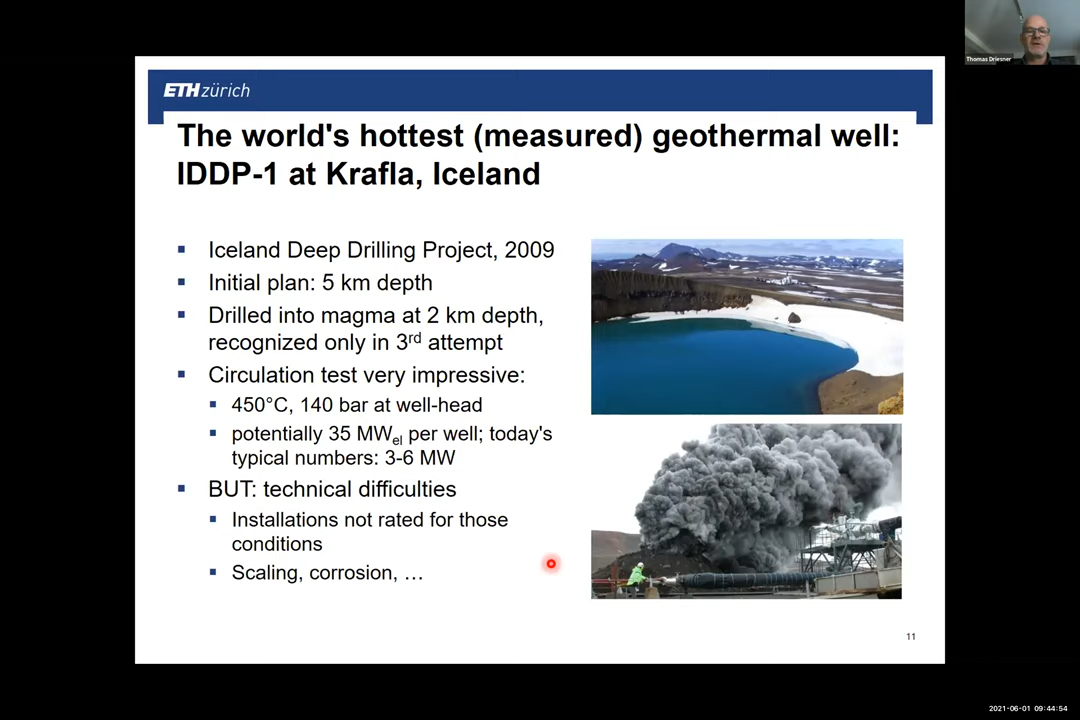 Thomas Driesner
ETH zürich
The world's hottest (measured) geothermal well:
IDDP-1 at Krafla, Iceland
▪ Iceland Deep Drilling Project, 2009
▪ Initial plan: 5 km depth
▪ Drilled into magma at 2 km depth,
recognized only in 3rd attempt
▪ Circulation test very impressive:
▪ 450°C, 140 bar at well-head
▪ potentially 35 MWel per well; today's
typical numbers: 3-6 MW
▪ BUT: technical difficulties
▪ Installations not rated for those
conditions
▪ Scaling, corrosion, …
11
2021-06-01 09:44:54